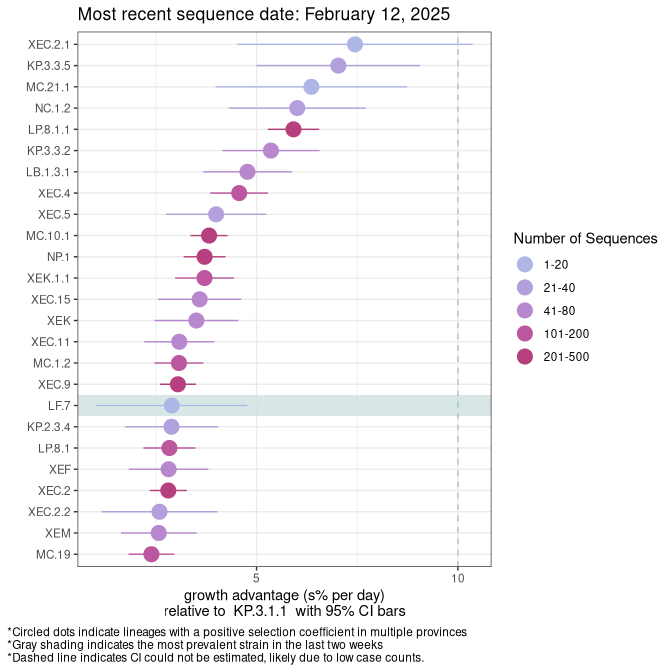 Most recent sequence date: February 12, 2025
XEC.2.1
KP.3.3.5
MC.21.1
NC.1.2
LP.8.1.1
KP.3.3.2
LB.1.3.1
XEC.4
XEC.5
MC.10.1
NP.1
XEK.1.1
XEC.15
XEK
XEC.11
MC.1.2
XEC.9
LF.7
KP.2.3.4
LP.8.1
XEF
XEC.2
XEC.2.2
XEM
MC.19
5
10
growth advantage (s% per day)
relative to KP.3.1.1 with 95% CI bars
Number of Sequences
1-20
21-40
41-80
101-200
201-500
*Circled dots indicate lineages with a positive selection coefficient in multiple provinces
*Gray shading indicates the most prevalent strain in the last two weeks
*Dashed line indicates CI could not be estimated, likely due to low case counts.